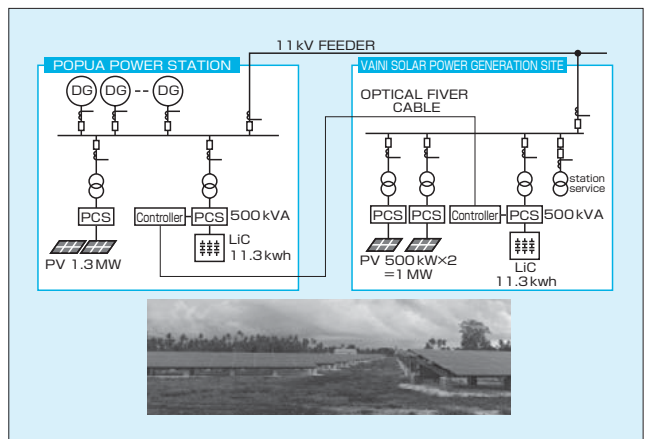 11kV FEEDER
POPUA POWER STATION
DG DG -- DG
PCS
Controller
PCS
500kVA
PV 1.3MW
LiC
11.3kwh
VAINI SOLAR POWER GENERATION SITE
OPTICAL FIVER
CABLE
station
service
PCS
PCS
Controller
PCS
500kVA
PV 500kW×2
=1MW
LiC
11.3kwh